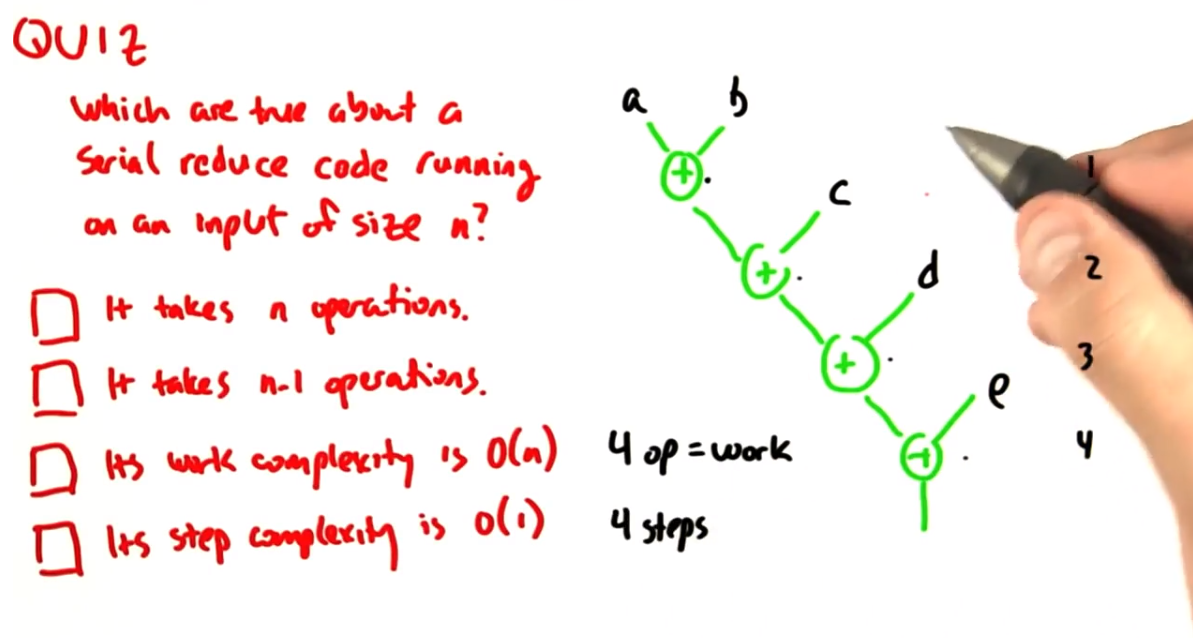 QUIZ
Which are true about a
serial reduce code running
on an input of size n?
It takes n operations.
It takes n-1 operations.
Its work complexity is O(n)
Its step complexity is O(1)
a b
+
c
+
d
+
e
+
1
2
3
4
4 op = work
4 steps